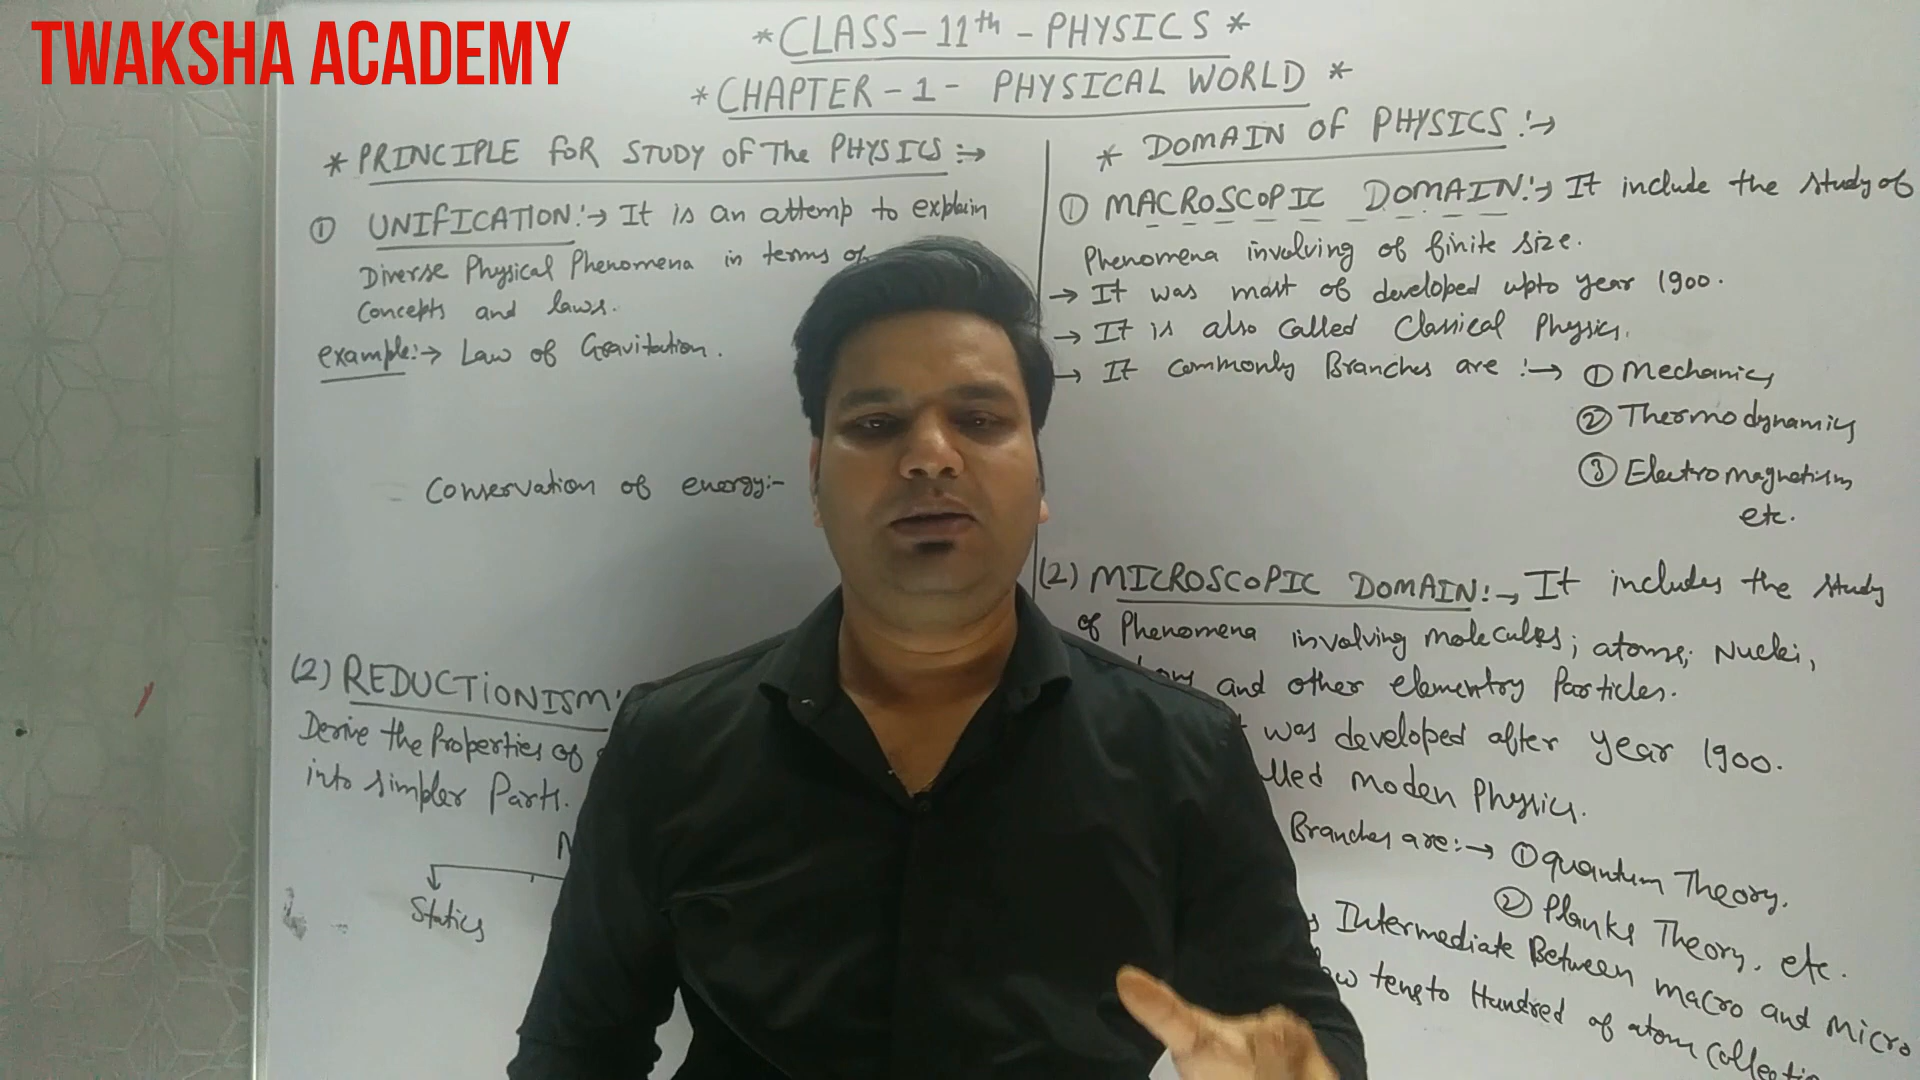 TWAKSHA ACADEMY
* CLASS - 11th - PHYSICS *
* CHAPTER - 1 - PHYSICAL WORLD *
* PRINCIPLE FOR STUDY OF The PHYSICS :→
① UNIFICATION :→ It is an attemp to explain
Diverse Physical Phenomena in terms of
Concepts and laws.
example :→ Law of Gravitation.
Conservation of energy:-
(2) REDUCTIONISM
Derive the Properties of
into simpler Parts.
Statics
* DOMAIN OF PHYSICS :→
① MACROSCOPIC DOMAIN :→ It include the study of
Phenomena involving of finite size.
→ It was most of developed upto year 1900.
→ It is also called Classical Physics.
→ It commonly Branches are :→ ① Mechanics
② Thermodynamics
③ Electromagnetism
etc.
(2) MICROSCOPIC DOMAIN :→ It includes the study
of Phenomena involving molecules; atoms; Nuclei,
and other elementry Particles.
was developed after year 1900.
Moden Physics.
Branches are :→ ① quantum Theory.
② Planks Theory, etc.
Intermediate Between macro and micro
tens to Hundred of atom